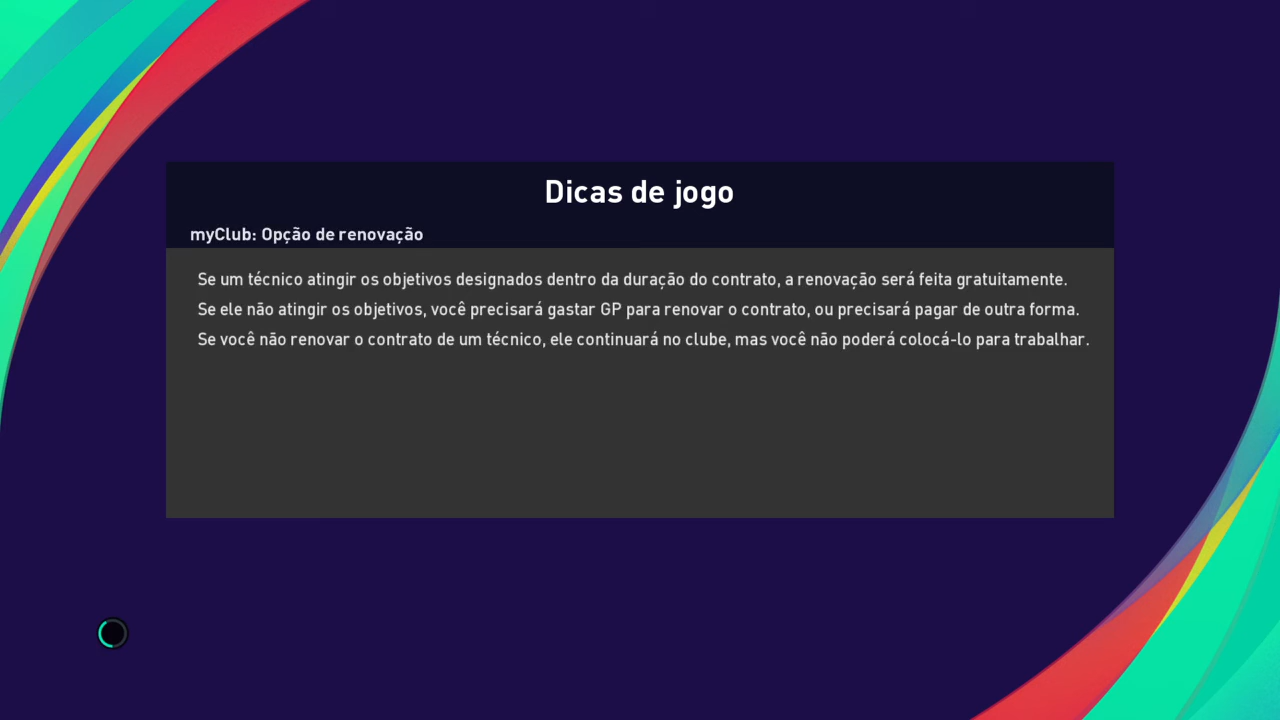 Dicas de jogo
myClub: Opção de renovação
Se um técnico atingir os objetivos designados dentro da duração do contrato, a renovação será feita gratuitamente.
Se ele não atingir os objetivos, você precisará gastar GP para renovar o contrato, ou precisará pagar de outra forma.
Se você não renovar o contrato de um técnico, ele continuará no clube, mas você não poderá colocá-lo para trabalhar.